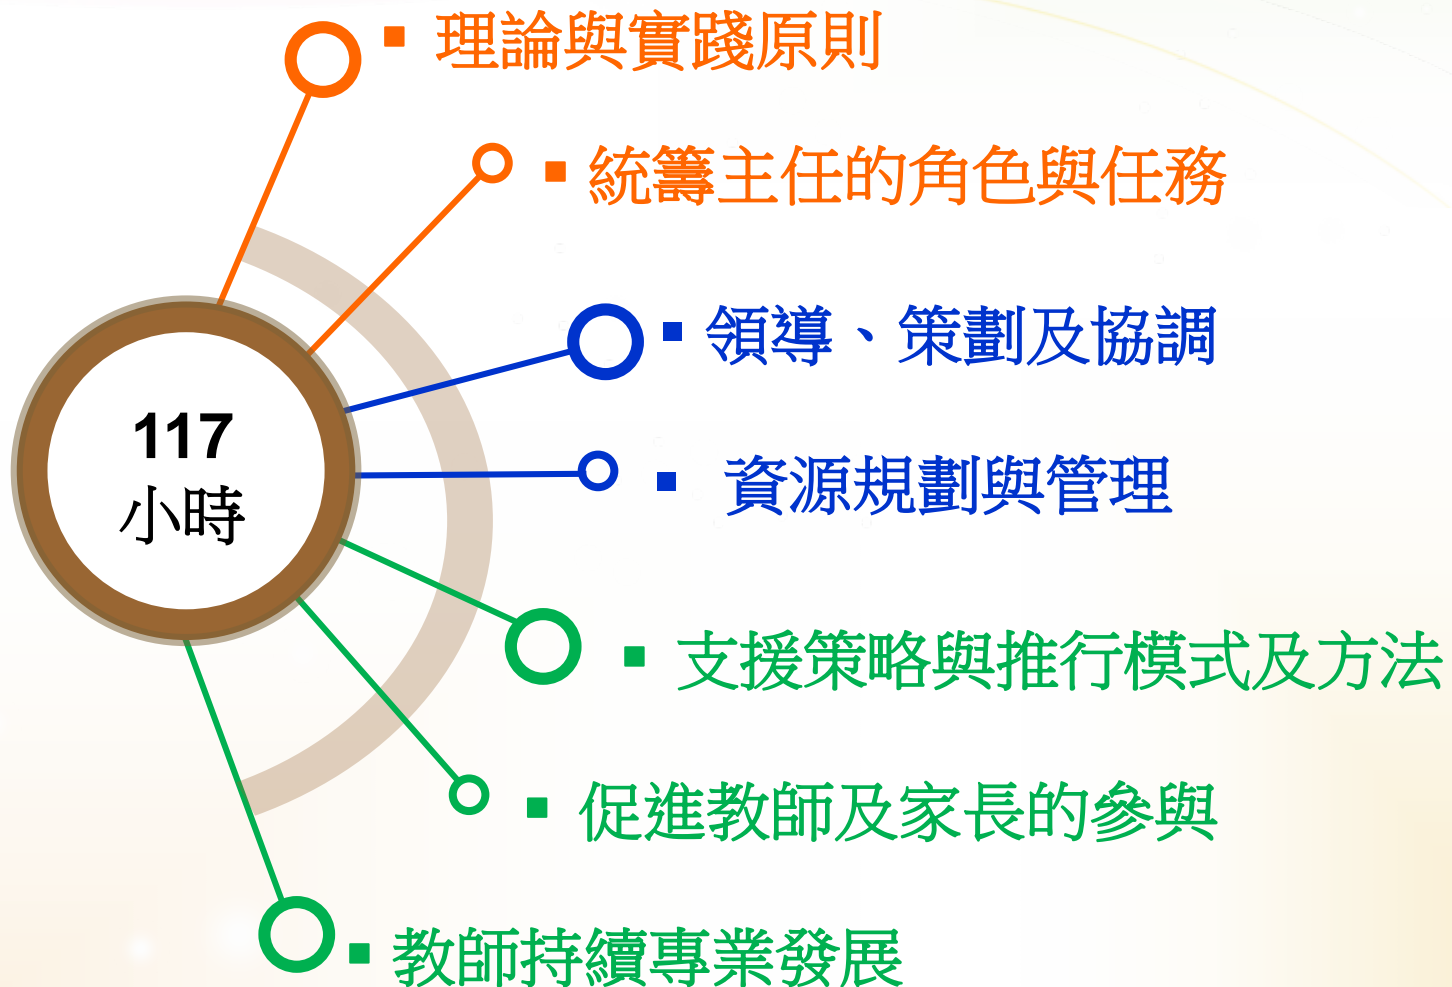 理論與實踐原則
統籌主任的角色與任務
領導、策劃及協調
117
小時
資源規劃與管理
支援策略與推行模式及方法
促進教師及家長的參與
教師持續專業發展